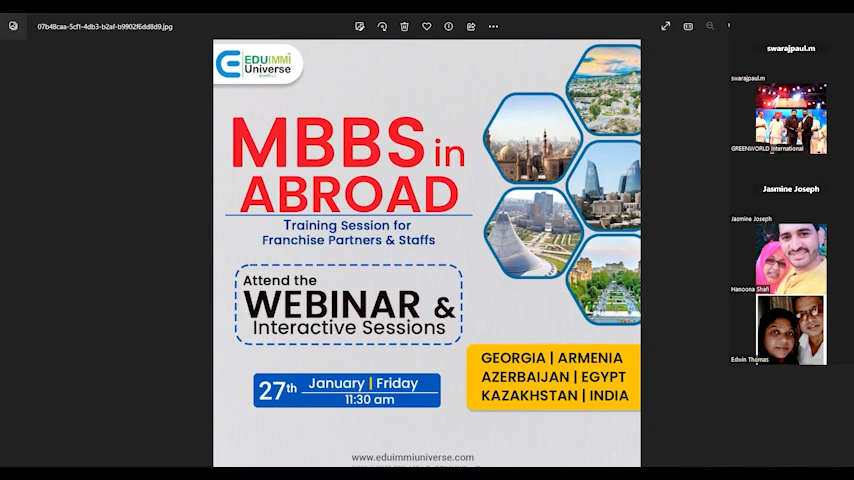 07b48caa-5cf1-4db3-b2af-b9902f6dd8d9.jpg
EDUIMMI
Universe
MBBS in
ABROAD
Training Session for
Franchise Partners & Staffs
Attend the
WEBINAR &
Interactive Sessions
27th January | Friday
11:30 am
GEORGIA | ARMENIA
AZERBAIJAN | EGYPT
KAZAKHSTAN | INDIA
www.eduimmiuniverse.com
swarajpaul.m
swarajpaul.m
GREENWORLD International
Jasmine Joseph
Jasmine Joseph
Hanoona Shafi
Edwin Thomas